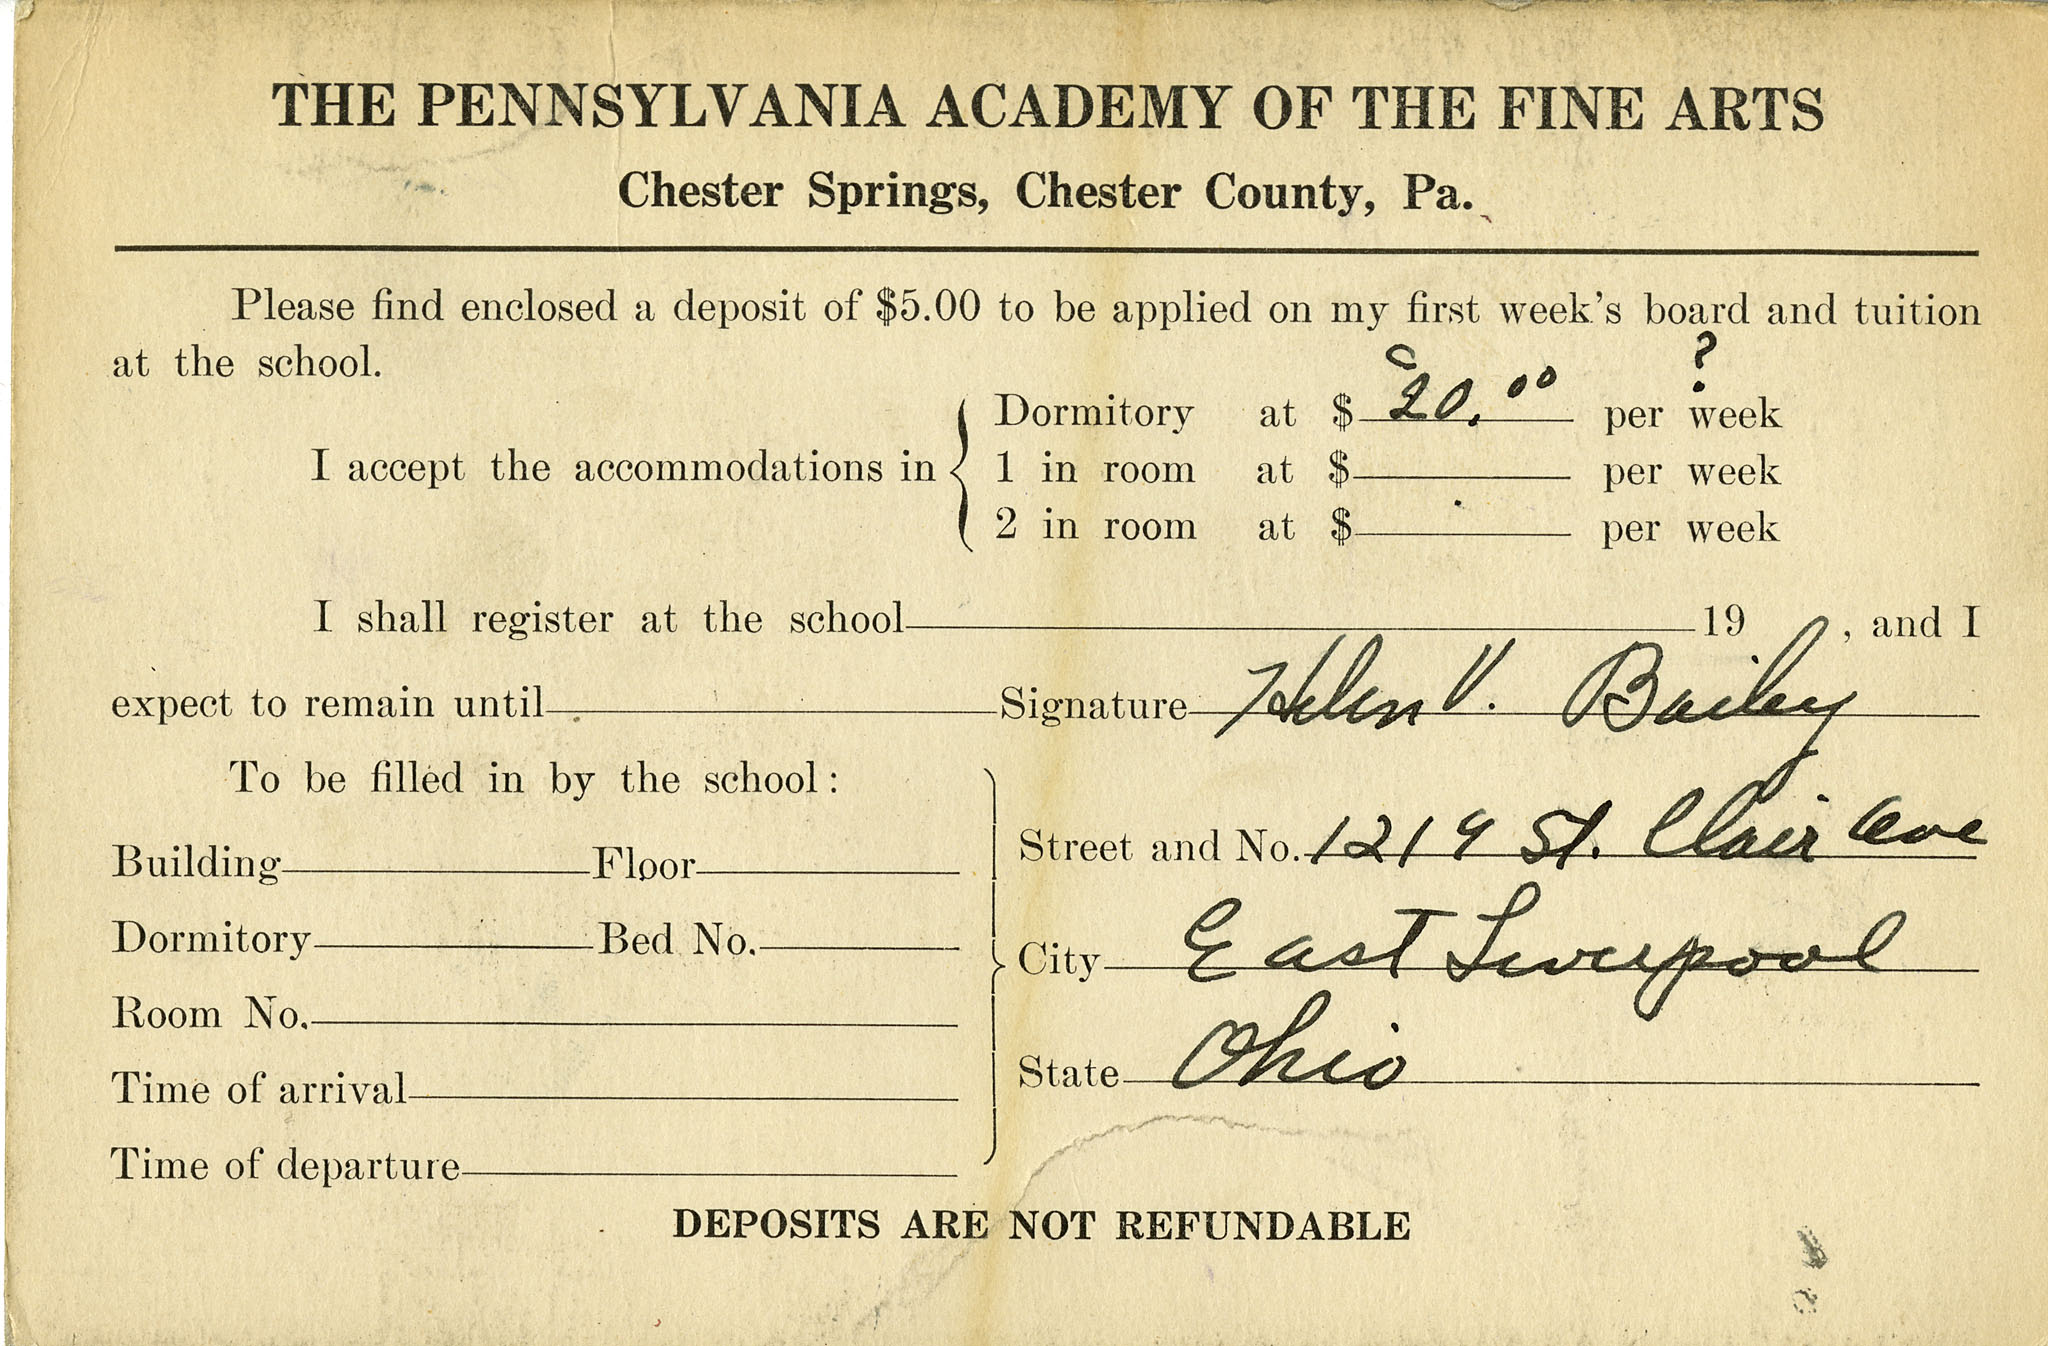 THE PENNSYLVANIA ACADEMY OF THE FINE ARTS
Chester Springs, Chester County, Pa.
Please find enclosed a deposit of $5.00 to be applied on my first week's board and tuition
at the school.
?
Dormitory at $ 20.00 per week
I accept the accommodations in { 1 in room at $ per week
2 in room at $ per week
I shall register at the school 19 , and I
expect to remain until Signature Helen V. Bailey
To be filled in by the school:
Street and No. 1219 St. Clair Ave
Building Floor
Dormitory Bed No.
City East Liverpool
Room No.
State Ohio
Time of arrival
Time of departure
DEPOSITS ARE NOT REFUNDABLE